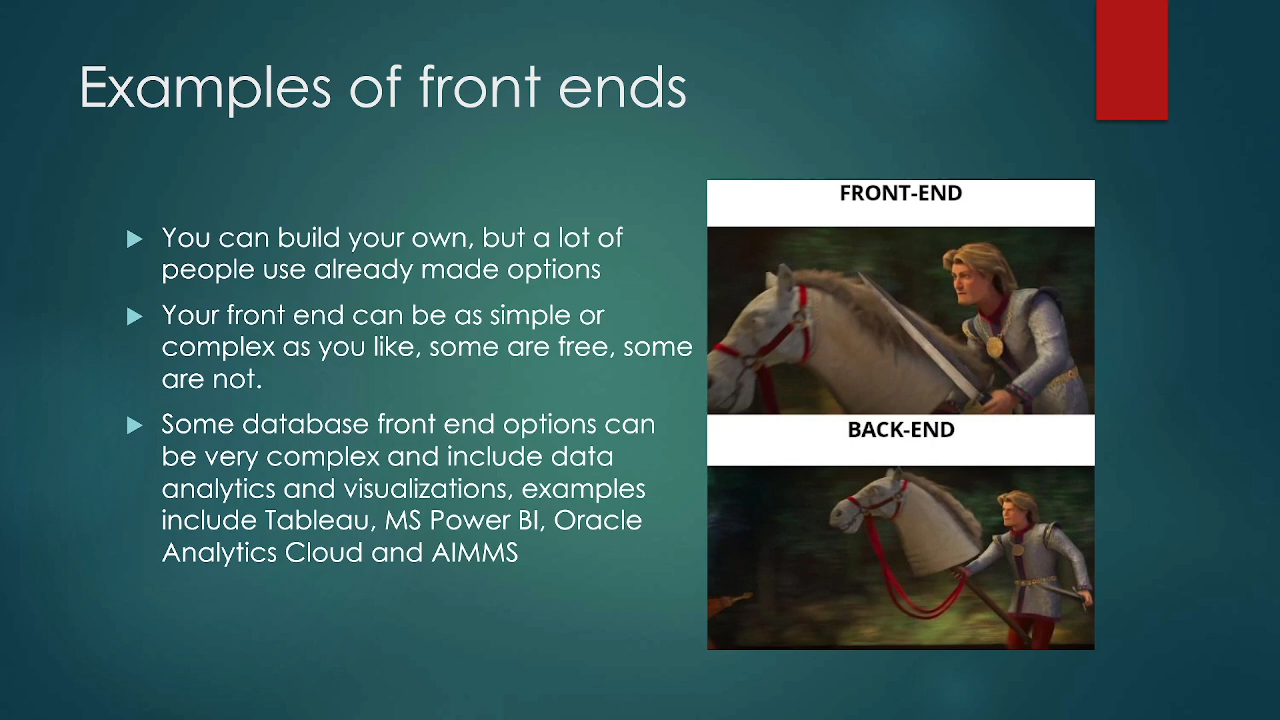 Examples of front ends
You can build your own, but a lot of
people use already made options
Your front end can be as simple or
complex as you like, some are free, some
are not.
Some database front end options can
be very complex and include data
analytics and visualizations, examples
include Tableau, MS Power BI, Oracle
Analytics Cloud and AIMMS
FRONT-END
BACK-END